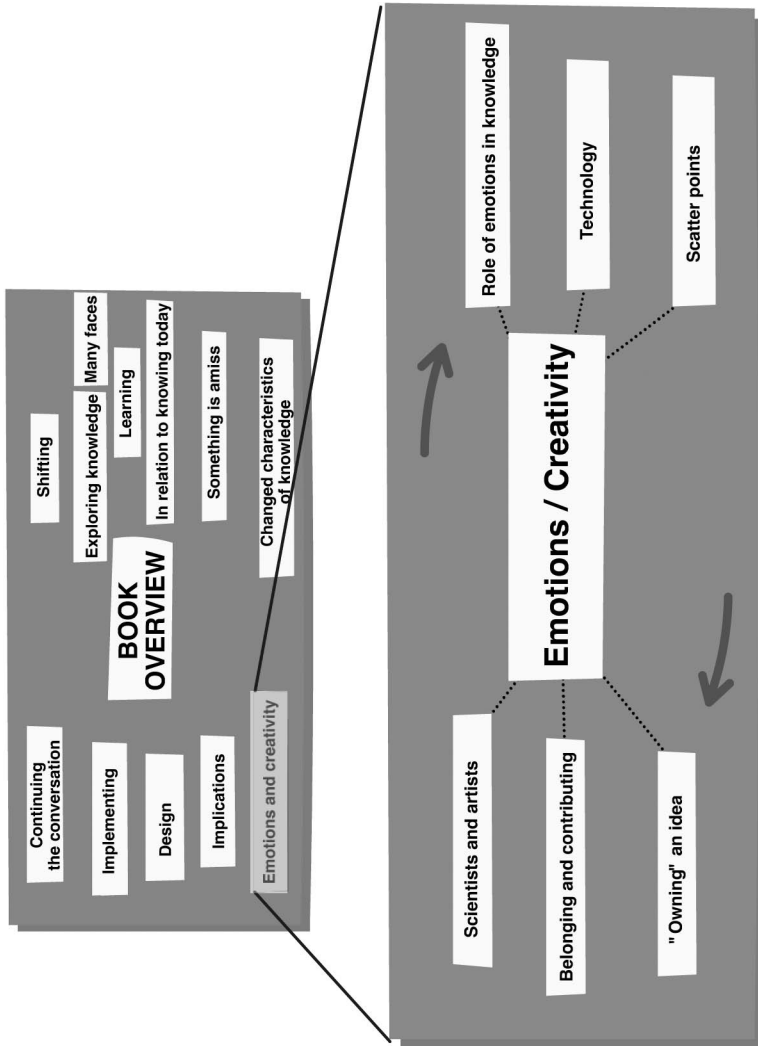 Continuing
the conversation
Implementing
Design
Implications
Emotions and creativity
BOOK
OVERVIEW
Shifting
Exploring knowledge
Many faces
Learning
In relation to knowing today
Something is amiss
Changed characteristics
of knowledge
Scientists and artists
Belonging and contributing
"Owning" an idea
Emotions / Creativity
Role of emotions in knowledge
Technology
Scatter points